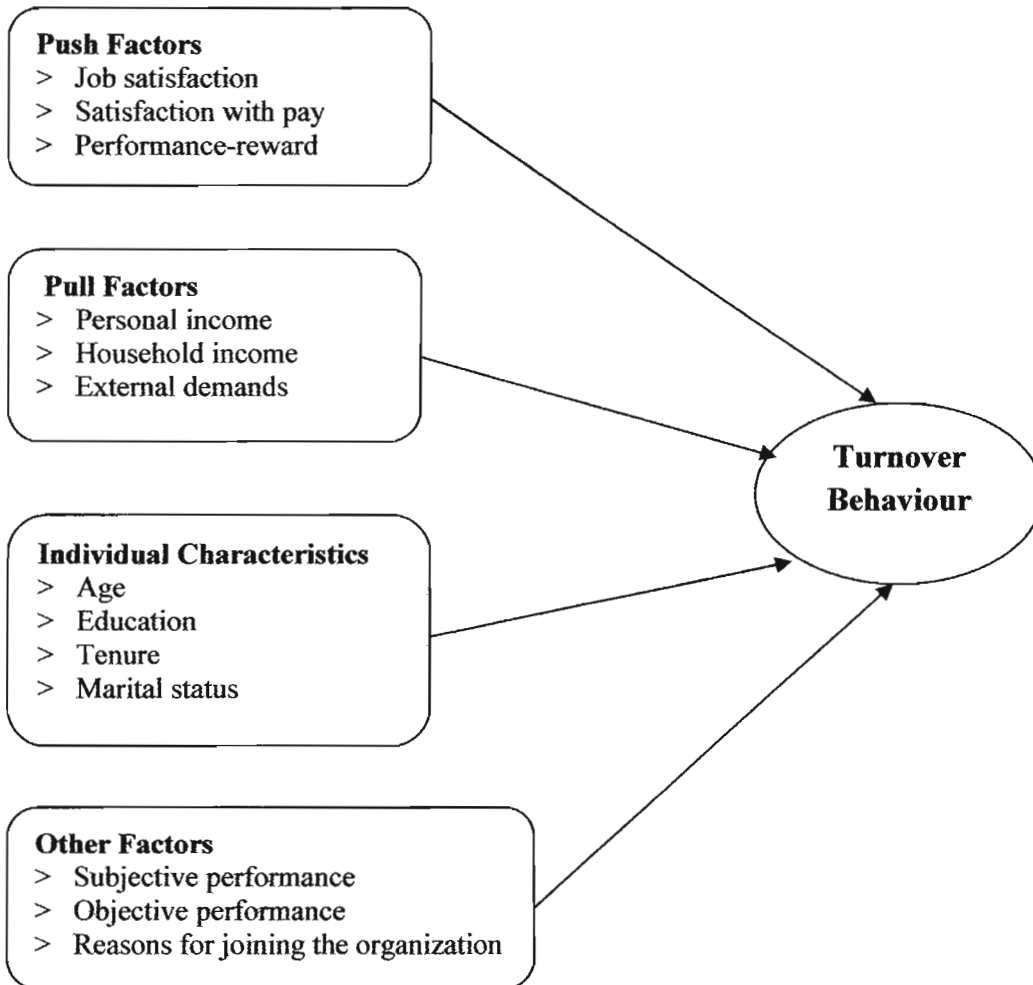 Push Factors
> Job satisfaction
> Satisfaction with pay
> Performance-reward
Pull Factors
> Personal income
> Household income
> External demands
Turnover
Behaviour
Individual Characteristics
> Age
> Education
> Tenure
> Marital status
Other Factors
> Subjective performance
> Objective performance
> Reasons for joining the organization